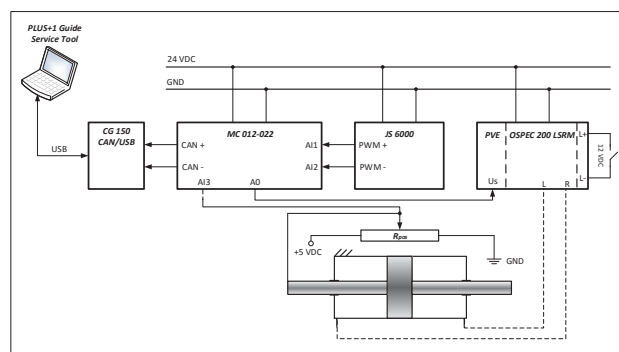 PLUS+1 Guide
Service Tool
24 VDC
GND
CG 150
CAN/USB
MC 012-022
JS 6000
PVE
OSPEC 200 LSRM
L+
CAN +
AI1
PWM +
12 VDC
USB
CAN -
AI2
PWM -
L-
AI3
A0
Us
L
R
Rpos
+5 VDC
GND